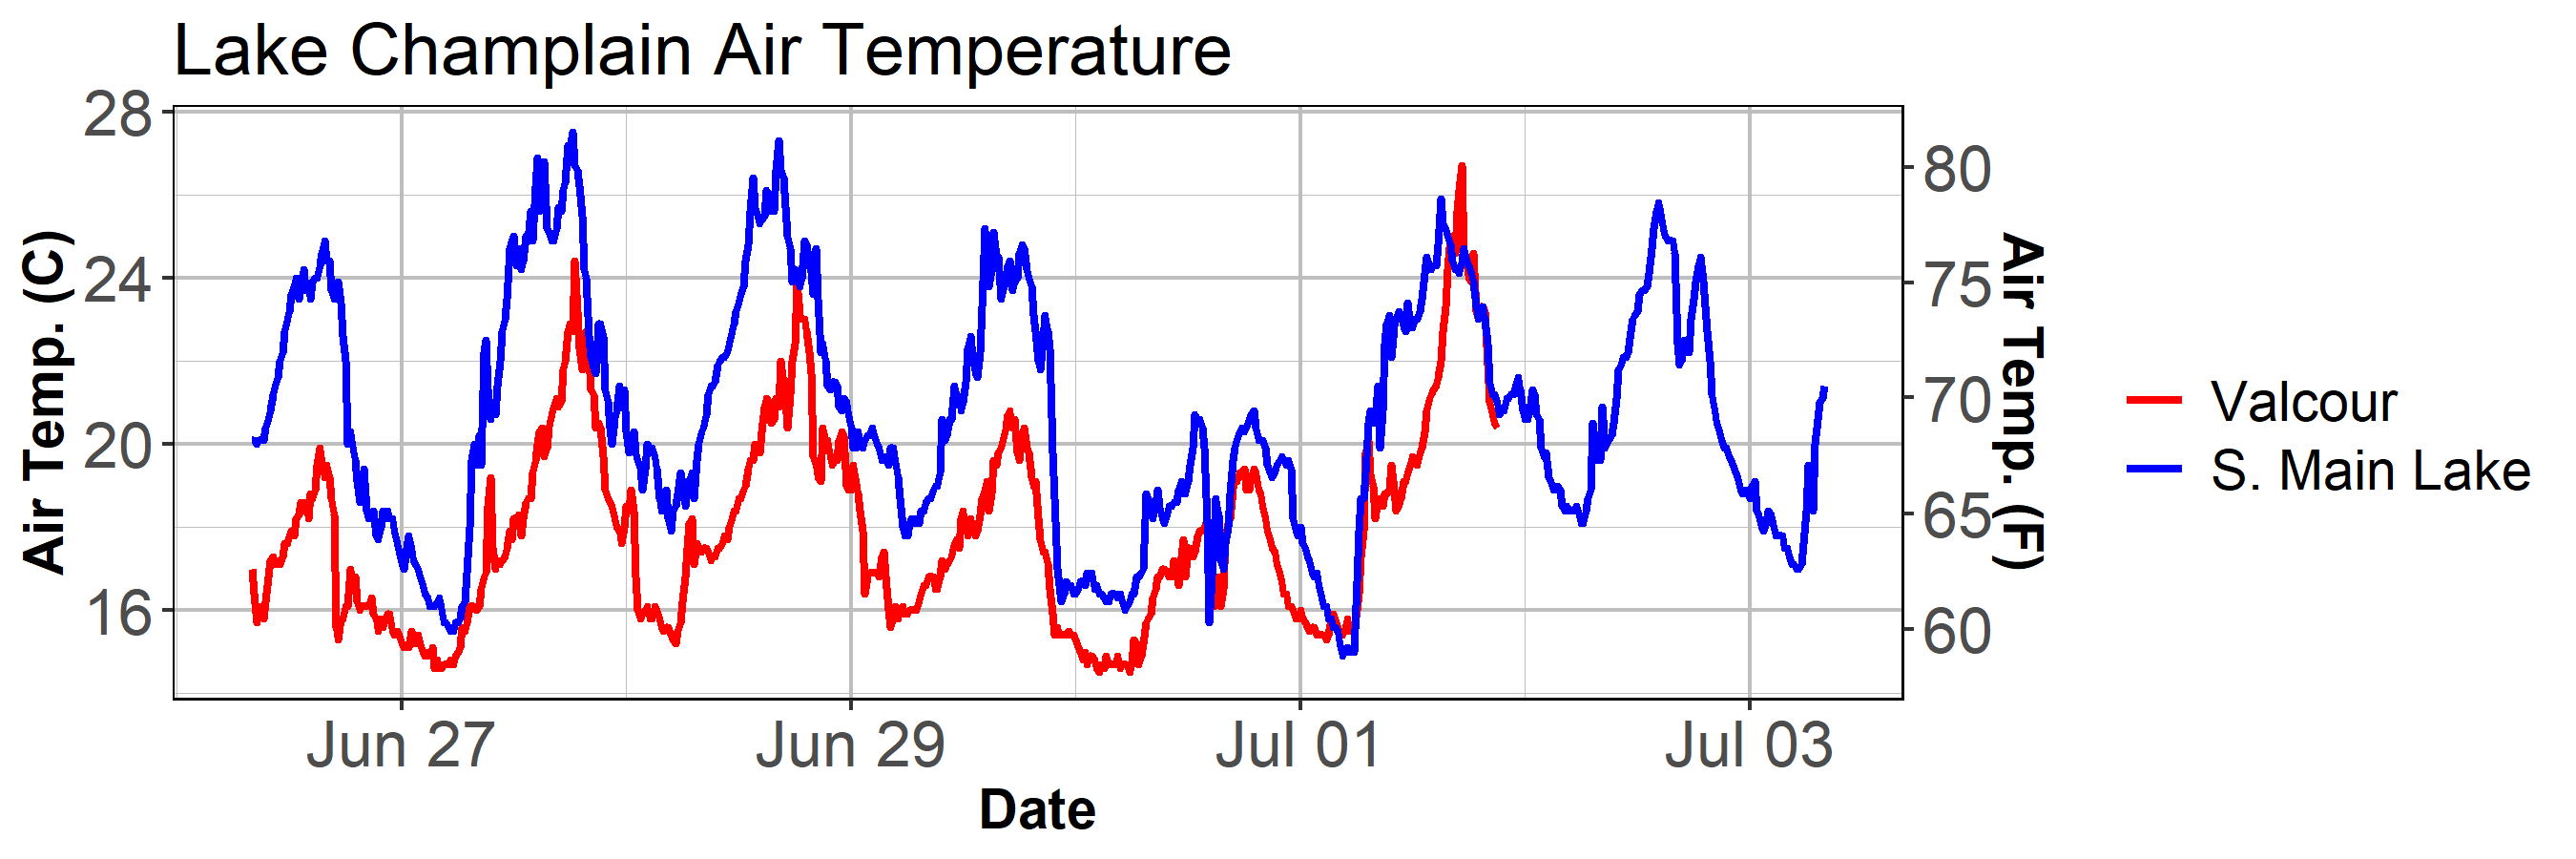 Lake Champlain Air Temperature
28
24
20
16
Air Temp. (C)
80
75
70
65
60
Air Temp. (F)
Valcour
S. Main Lake
Jun 27
Jun 29
Jul 01
Jul 03
Date